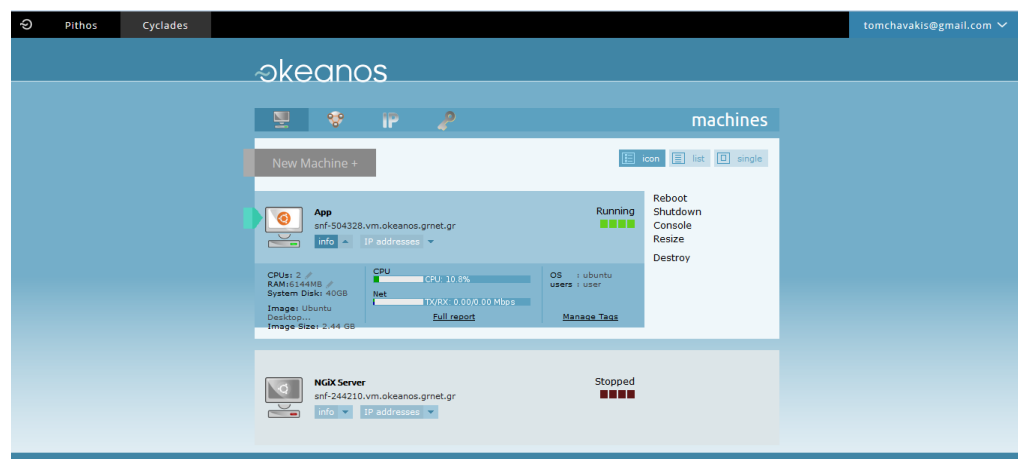 Pithos
Cyclades
tomchavakis@gmail.com
okeanos
IP
machines
New Machine +
icon
list
single
App
snf-504328.vm.okeanos.grnet.gr
info
IP addresses
Running
Reboot
Shutdown
Console
Resize
Destroy
CPUs: 2
RAM:6144MB
System Disk: 40GB
Image: Ubuntu
Desktop...
Image Size: 2.44 GB
CPU
CPU: 10.8%
Net
TX/RX: 0.00/0.00 Mbps
Full report
OS : ubuntu
users : user
Manage Tags
NGiX Server
snf-244210.vm.okeanos.grnet.gr
info
IP addresses
Stopped